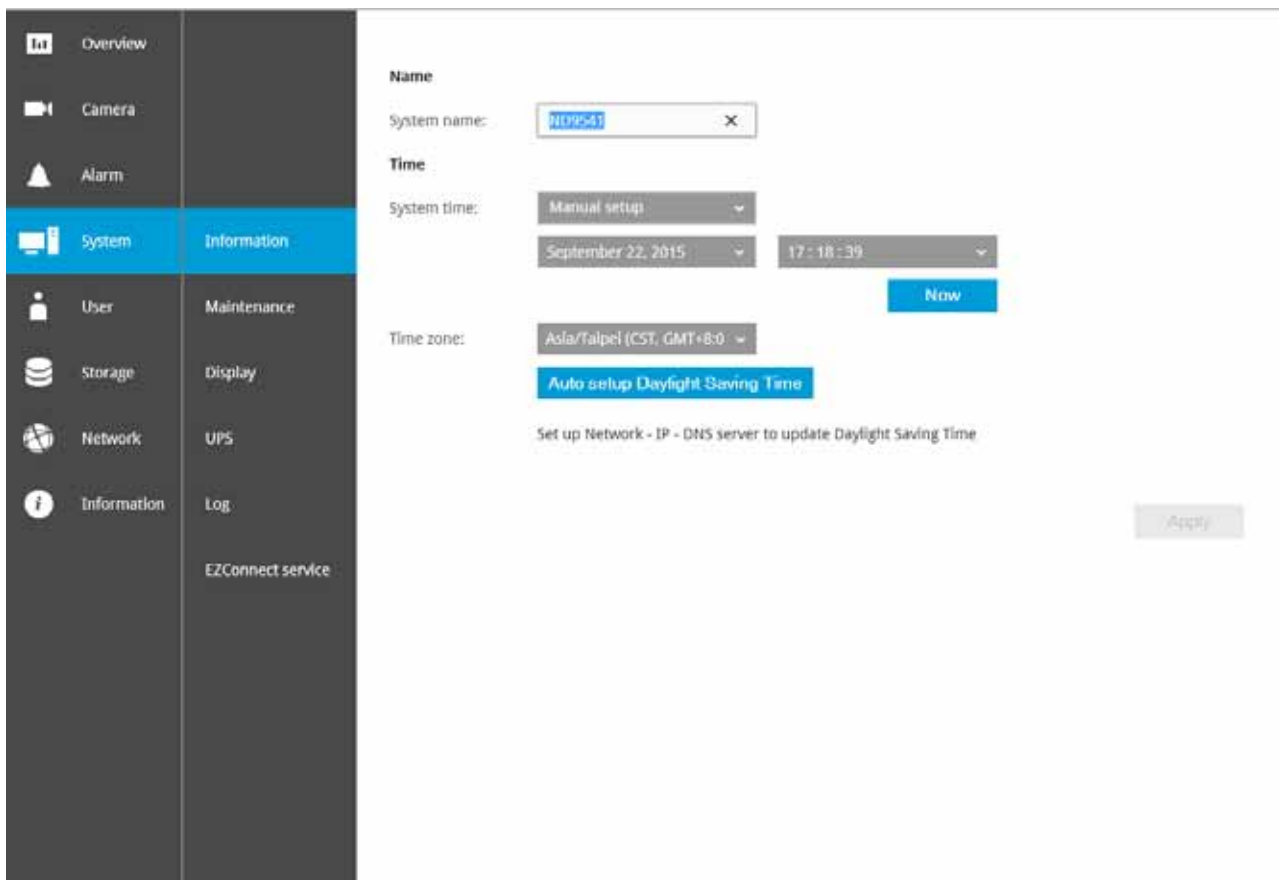 Overview
Camera
Alarm
System
User
Storage
Network
Information
Information
Maintenance
Display
UPS
Log
EZConnect service
Name
System name: ND9541
Time
System time: Manual setup
September 22, 2015 17 : 18 : 39
Now
Time zone: Asia/Taipei (CST, GMT+8:0
Auto setup Daylight Saving Time
Set up Network - IP - DNS server to update Daylight Saving Time
Apply